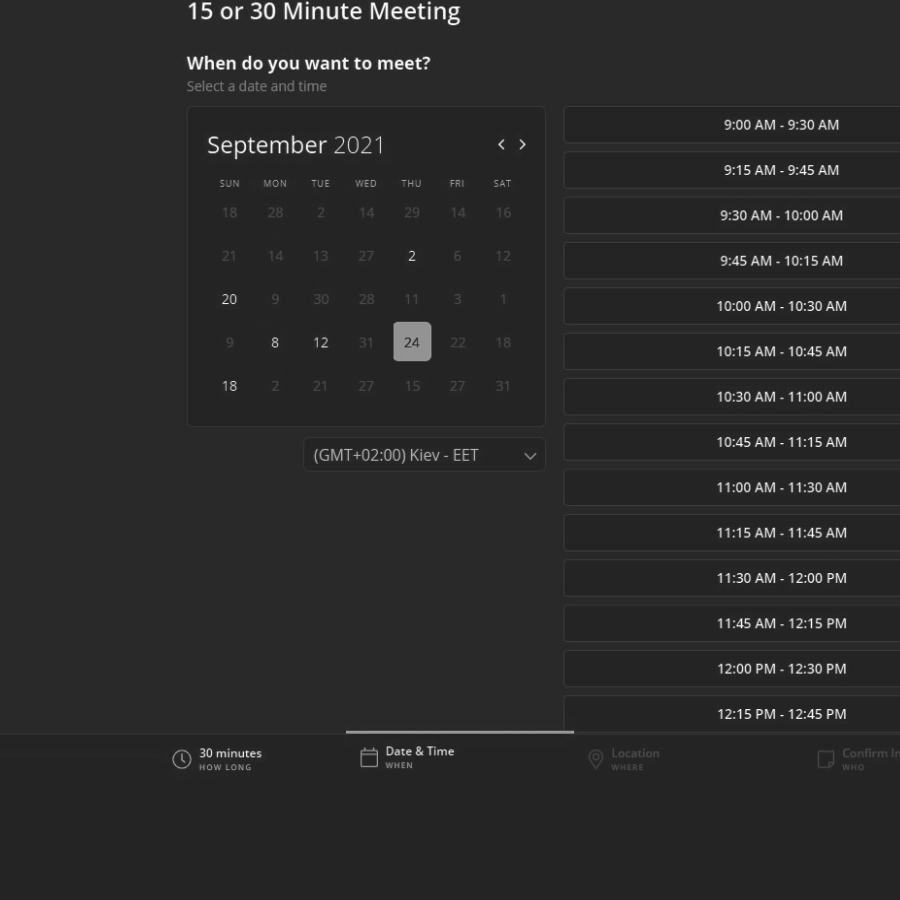 15 or 30 Minute Meeting
When do you want to meet?
Select a date and time
September 2021
SUN MON TUE WED THU FRI SAT
18 28 2 14 29 14 16
21 14 13 27 2 6 12
20 9 30 28 11 3 1
9 8 12 31 24 22 18
18 2 21 27 15 27 31
(GMT+02:00) Kiev - EET
9:00 AM - 9:30 AM
9:15 AM - 9:45 AM
9:30 AM - 10:00 AM
9:45 AM - 10:15 AM
10:00 AM - 10:30 AM
10:15 AM - 10:45 AM
10:30 AM - 11:00 AM
10:45 AM - 11:15 AM
11:00 AM - 11:30 AM
11:15 AM - 11:45 AM
11:30 AM - 12:00 PM
11:45 AM - 12:15 PM
12:00 PM - 12:30 PM
12:15 PM - 12:45 PM
30 minutes
HOW LONG
Date & Time
WHEN
Location
WHERE
Confirm
WHO